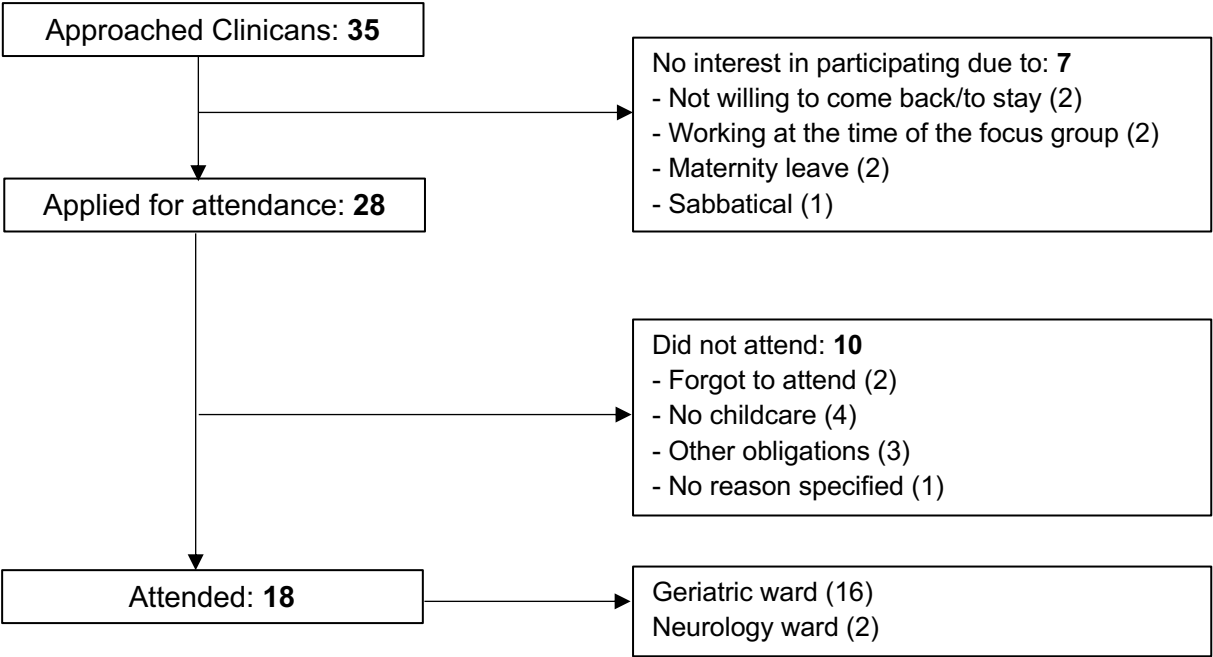 Approached Clinicians: 35
No interest in participating due to: 7
- Not willing to come back/to stay (2)
- Working at the time of the focus group (2)
- Maternity leave (2)
- Sabbatical (1)
Applied for attendance: 28
Did not attend: 10
- Forgot to attend (2)
- No childcare (4)
- Other obligations (3)
- No reason specified (1)
Attended: 18
Geriatric ward (16)
Neurology ward (2)